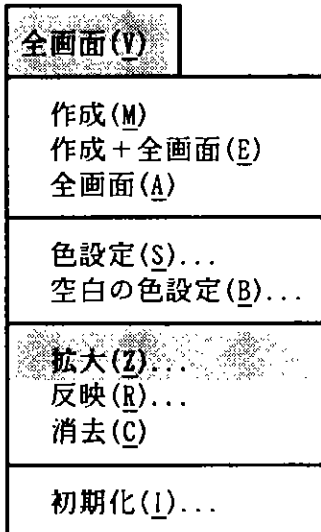 全画面(V)
作成(M)
作成+全画面(E)
全画面(A)
色設定(S)...
空白の色設定(B)...
拡大(Z)...
反映(R)...
消去(C)
初期化(I)...